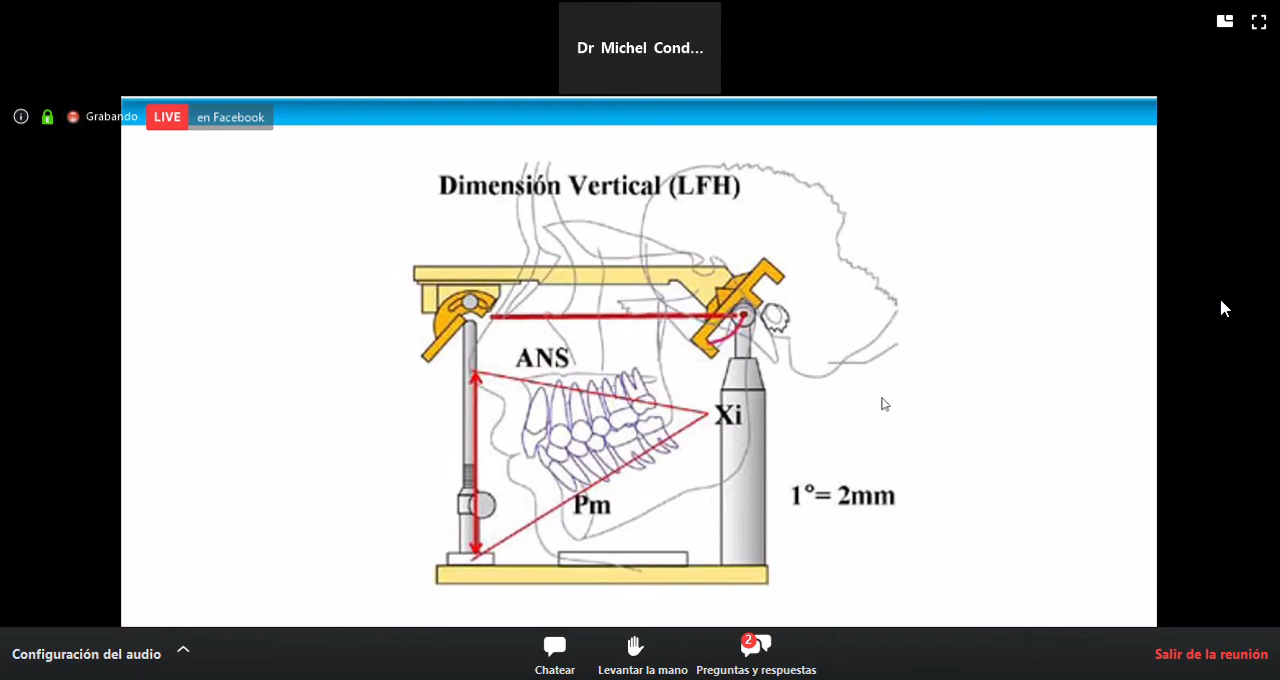 Dr Michel Cond...
Grabando
LIVE
en Facebook
Dimensión Vertical (LFH)
ANS
Xi
Pm
1°= 2mm
Configuración del audio
2
Chatear
Levantar la mano
Preguntas y respuestas
Salir de la reunión